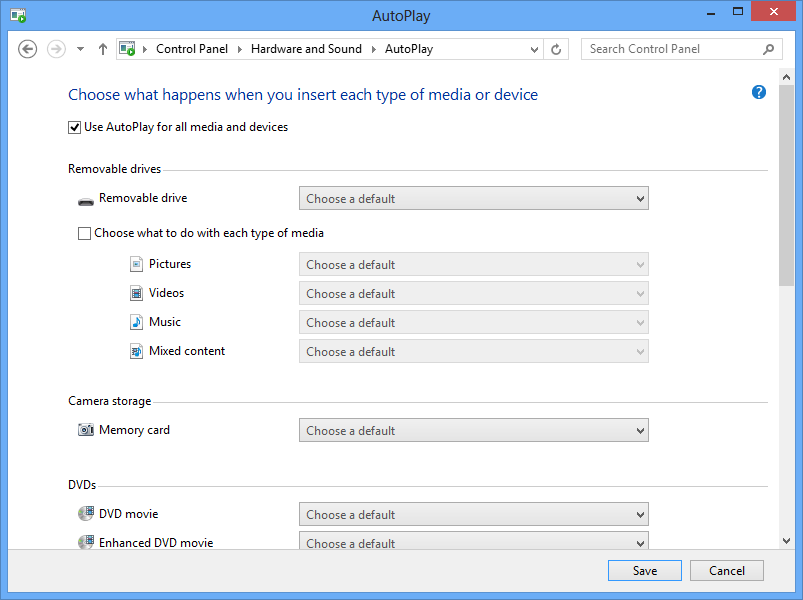 AutoPlay
Control Panel Hardware and Sound AutoPlay Search Control Panel
Choose what happens when you insert each type of media or device ?
Use AutoPlay for all media and devices
Removable drives
Removable drive Choose a default
Choose what to do with each type of media
Pictures Choose a default
Videos Choose a default
Music Choose a default
Mixed content Choose a default
Camera storage
Memory card Choose a default
DVDs
DVD movie Choose a default
Enhanced DVD movie Choose a default
Save Cancel